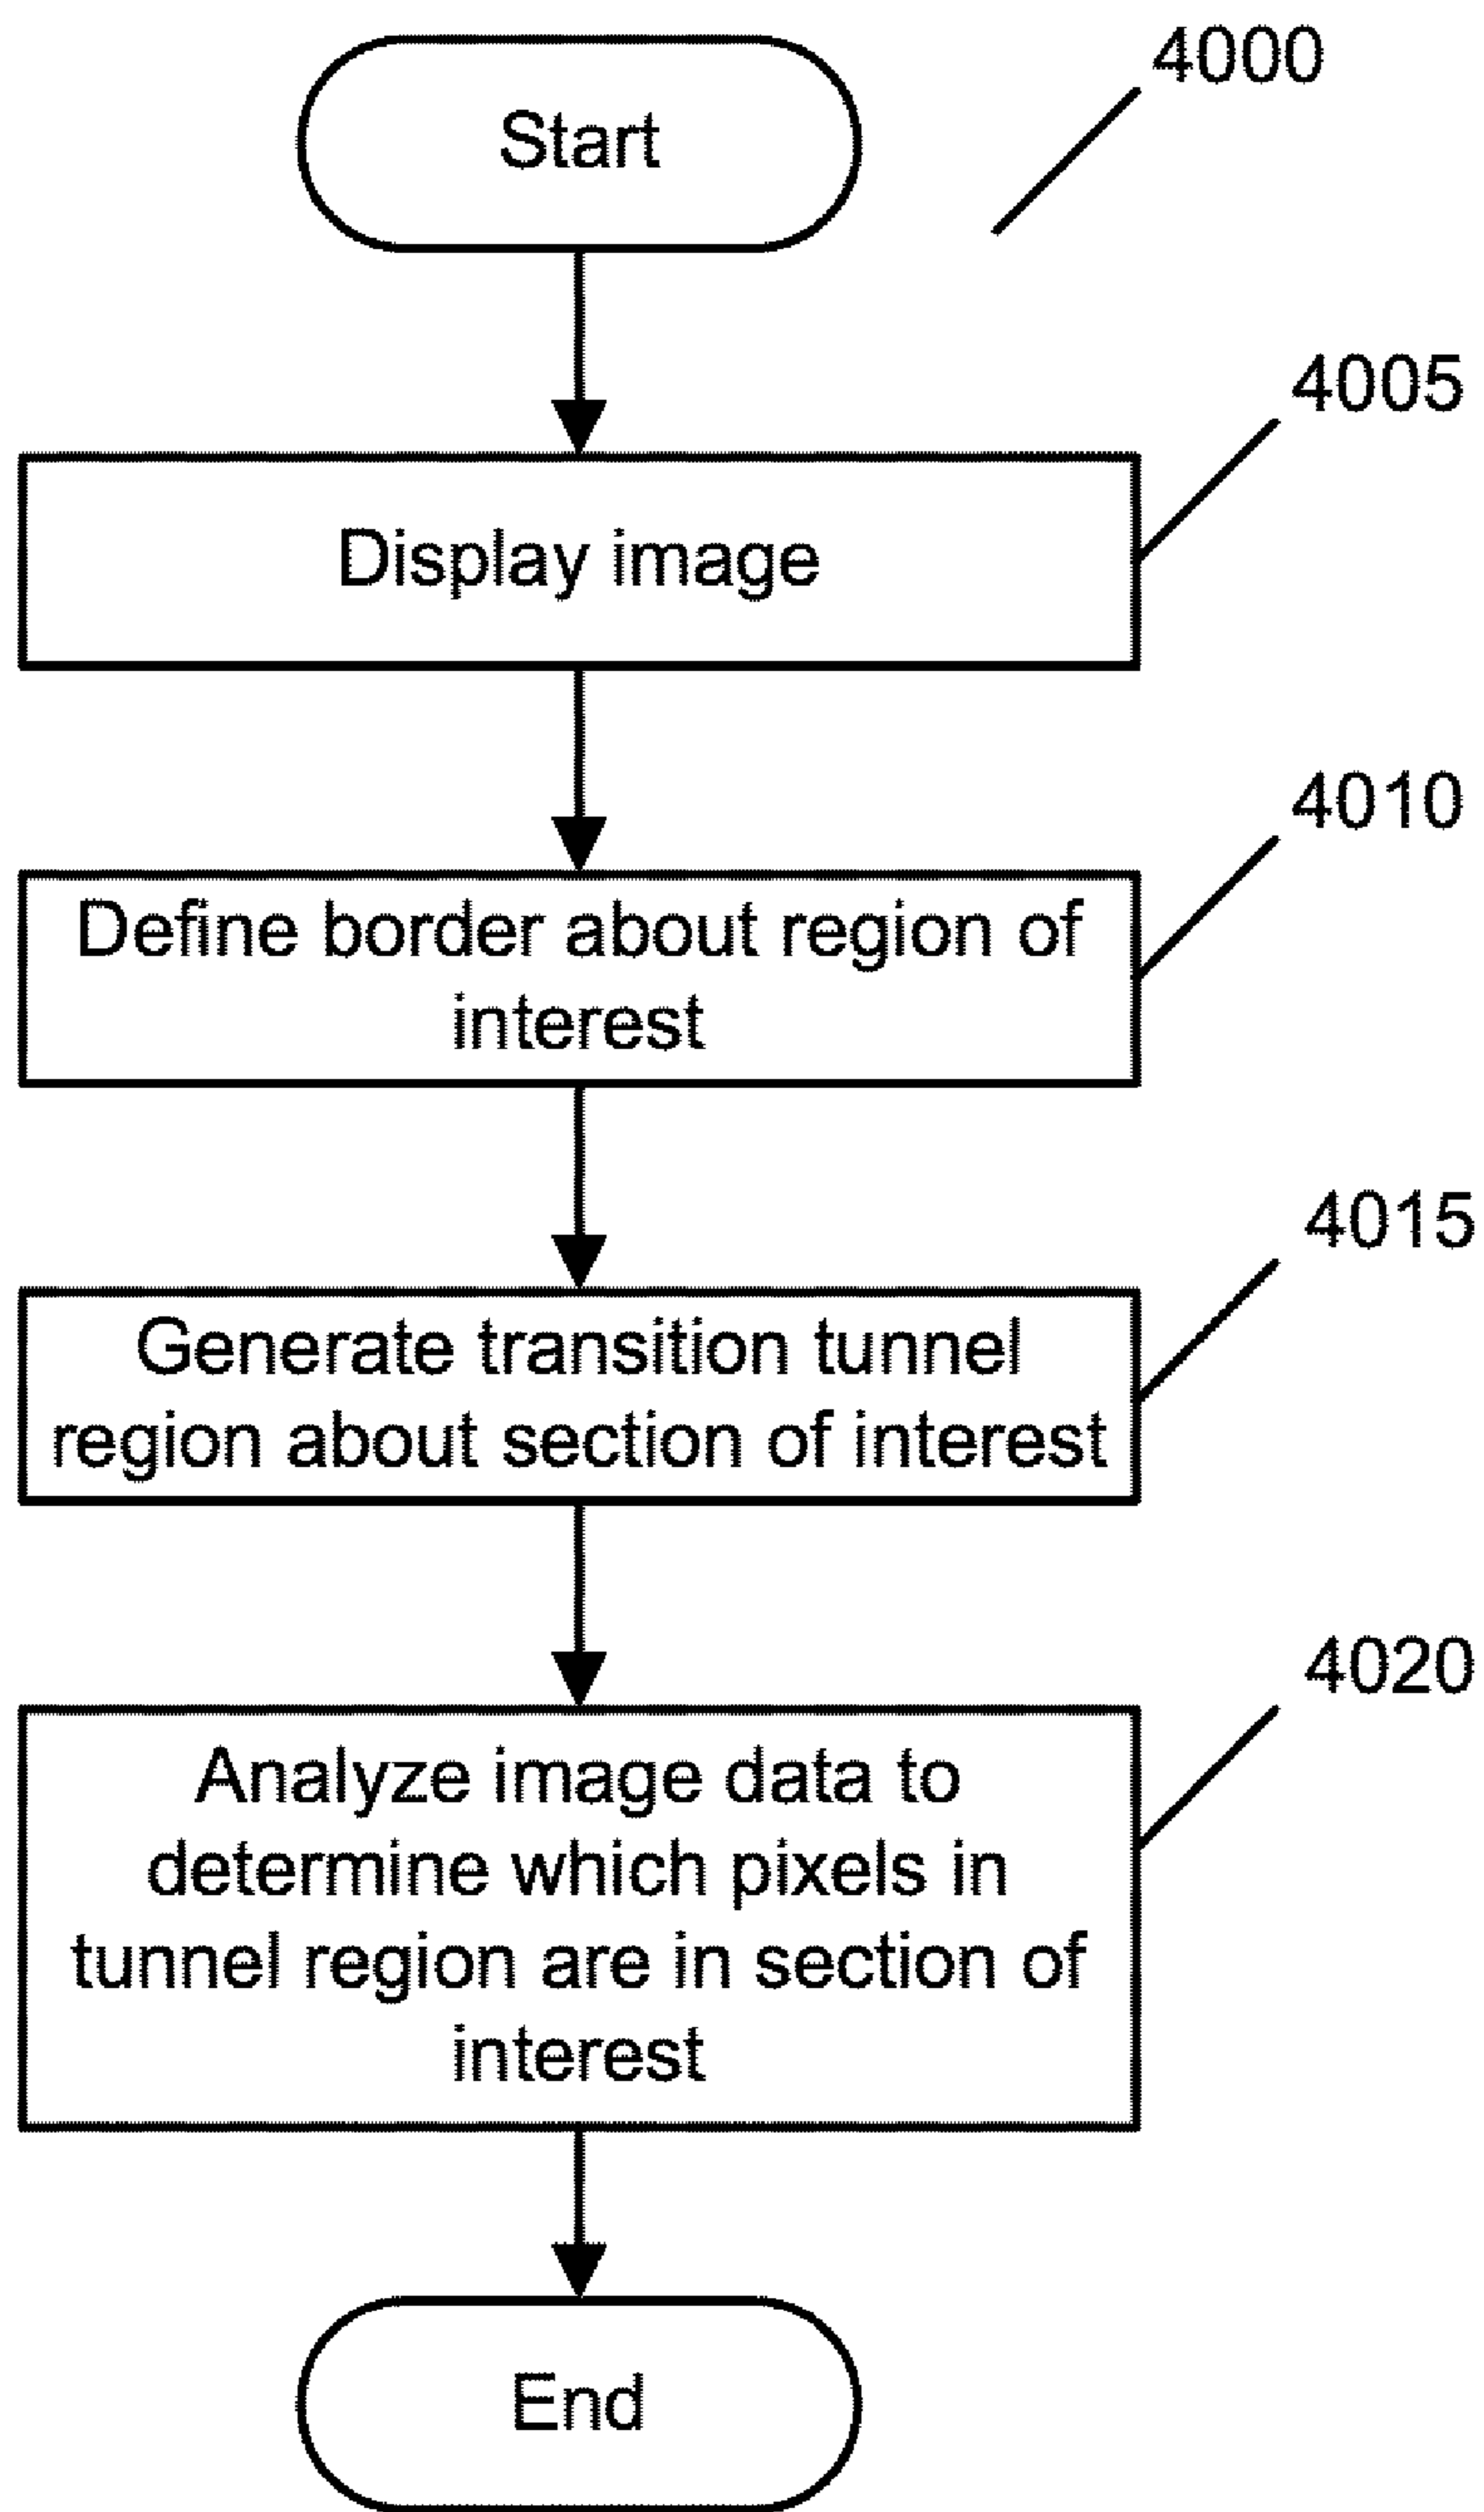 4000
Start
4005
Display image
4010
Define border about region of
interest
4015
Generate transition tunnel
region about section of interest
4020
Analyze image data to
determine which pixels in
tunnel region are in section of
interest
End